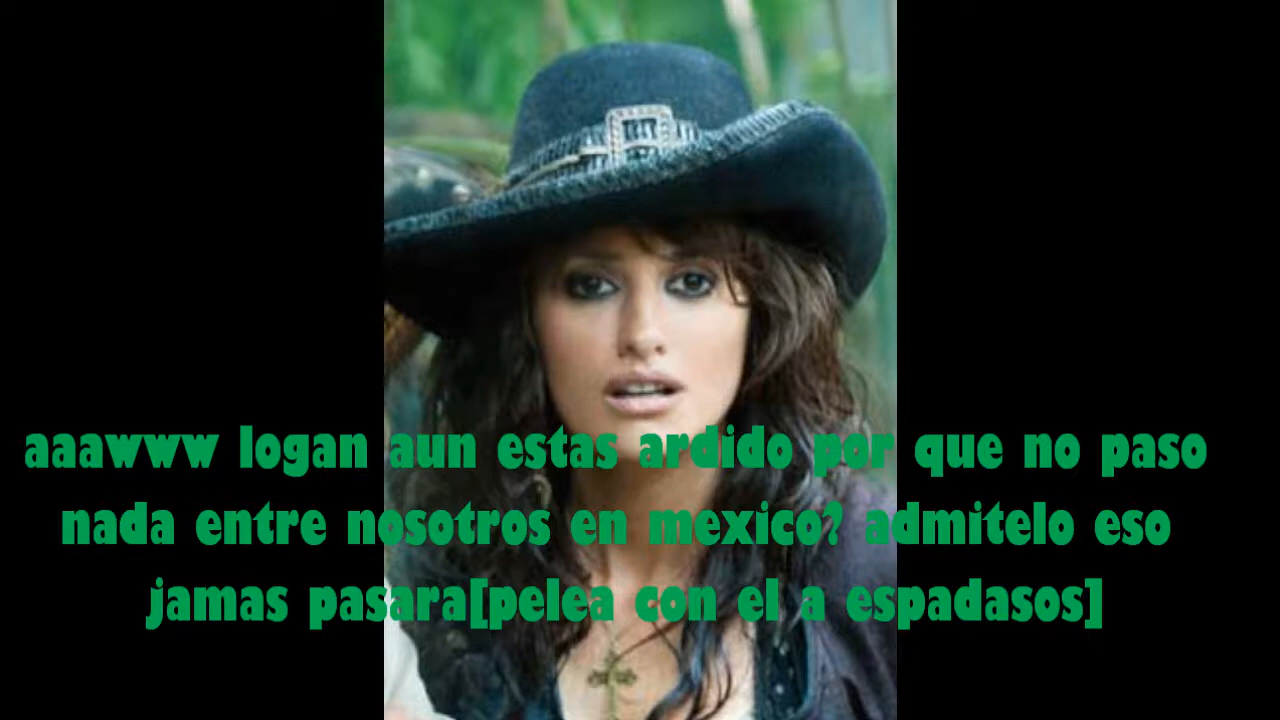 aaawww logan aun estas ardido por que no paso
nada entre nosotros en mexico? admitelo eso
jamas pasara[pelea con el a espadasos]